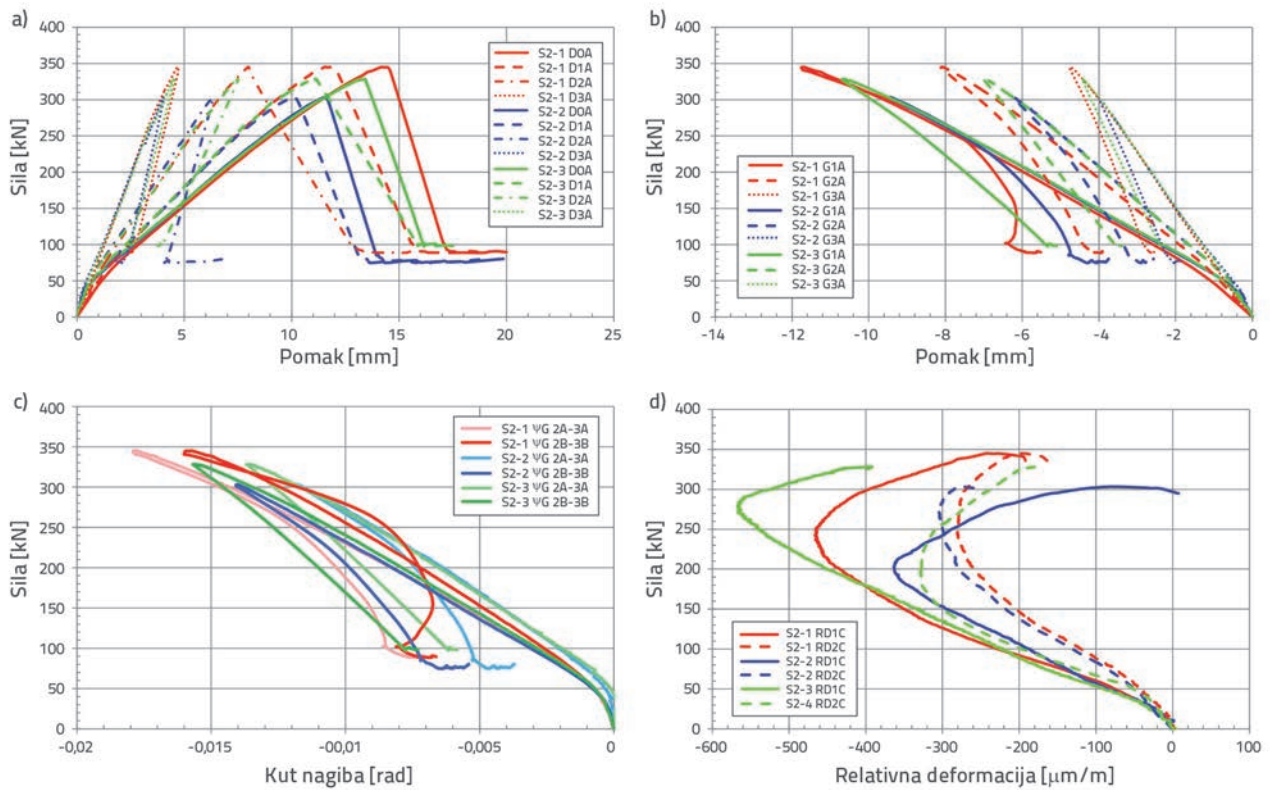 a)
Sila [kN]
400
350
300
250
200
150
100
50
0
0 5 10 15 20 25
Pomak [mm]
S2-1 D0A
S2-1 D1A
S2-1 D2A
S2-1 D3A
S2-2 D0A
S2-2 D1A
S2-2 D2A
S2-2 D3A
S2-3 D0A
S2-3 D1A
S2-3 D2A
S2-3 D3A
b)
Sila [kN]
400
350
300
250
200
150
100
50
0
-14 -12 -10 -8 -6 -4 -2 0
Pomak [mm]
S2-1 G1A
S2-1 G2A
S2-1 G3A
S2-2 G1A
S2-2 G2A
S2-2 G3A
S2-3 G1A
S2-3 G2A
S2-3 G3A
c)
Sila [kN]
400
350
300
250
200
150
100
50
0
-0,02 -0,015 -00,01 -0,005 0
Kut nagiba [rad]
S2-1 ΨG 2A-3A
S2-1 ΨG 2B-3B
S2-2 ΨG 2A-3A
S2-2 ΨG 2B-3B
S2-3 ΨG 2A-3A
S2-3 ΨG 2B-3B
d)
Sila [kN]
400
350
300
250
200
150
100
50
0
-600 -500 -400 -300 -200 -100 0 100
Relativna deformacija [μm/m]
S2-1 RD1C
S2-1 RD2C
S2-2 RD1C
S2-2 RD2C
S2-3 RD1C
S2-4 RD2C